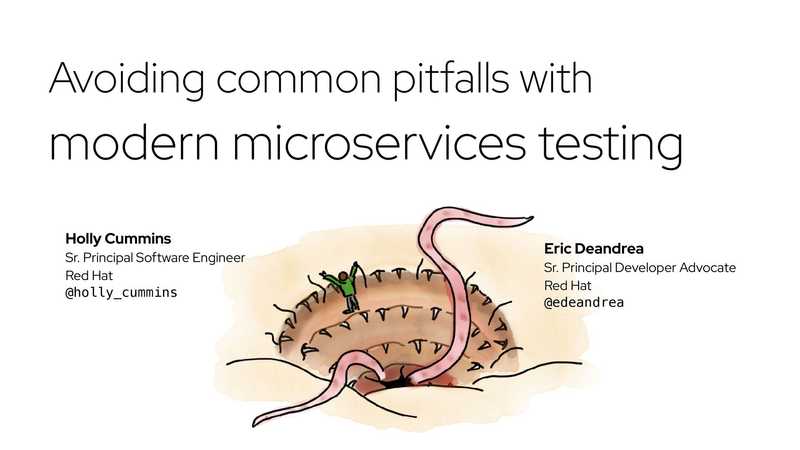 Avoiding common pitfalls with
modern microservices testing
Holly Cummins
Sr. Principal Software Engineer
Red Hat
@holly_cummins
Eric Deandrea
Sr. Principal Developer Advocate
Red Hat
@edeandrea